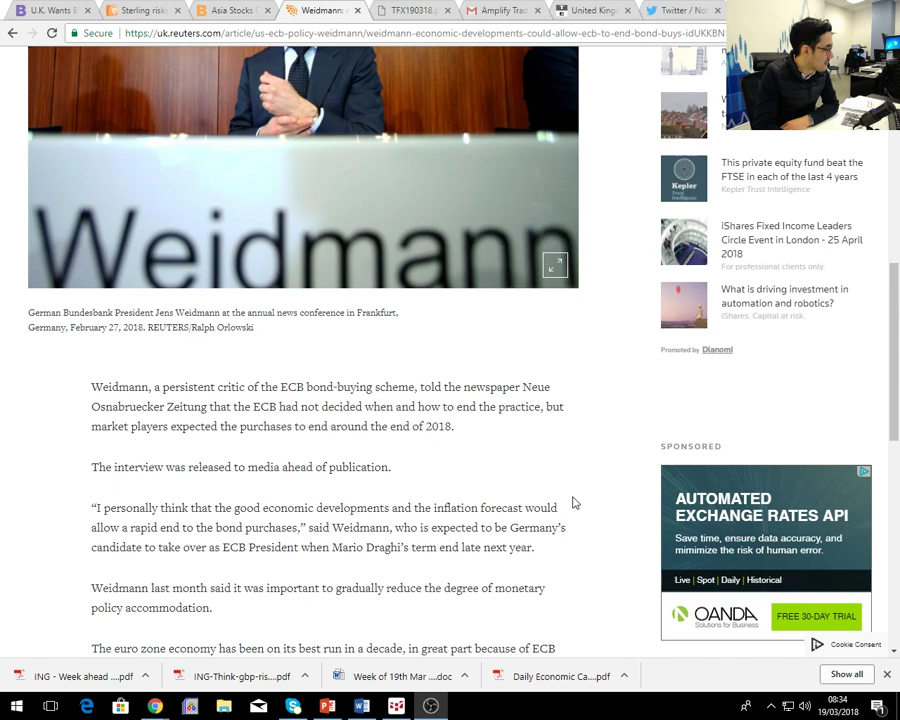 U.K. Wants B
Sterling risks
Asia Stocks
Weidmann:
TFX190318.p
Amplify Trad
United King
Twitter / No
Secure
https://uk.reuters.com/article/us-ecb-policy-weidmann/weidmann-economic-developments-could-allow-ecb-to-end-bond-buys-idUKKBN
Weidmann
German Bundesbank President Jens Weidmann at the annual news conference in Frankfurt,
Germany, February 27, 2018. REUTERS/Ralph Orlowski
Weidmann, a persistent critic of the ECB bond-buying scheme, told the newspaper Neue
Osnabruecker Zeitung that the ECB had not decided when and how to end the practice, but
market players expected the purchases to end around the end of 2018.
The interview was released to media ahead of publication.
“I personally think that the good economic developments and the inflation forecast would
allow a rapid end to the bond purchases,” said Weidmann, who is expected to be Germany’s
candidate to take over as ECB President when Mario Draghi’s term end late next year.
Weidmann last month said it was important to gradually reduce the degree of monetary
policy accommodation.
The euro zone economy has been on its best run in a decade, in great part because of ECB
This private equity fund beat the
FTSE in each of the last 4 years
Kepler Trust Intelligence
Kepler
Trust
Intelligence
iShares Fixed Income Leaders
Circle Event in London - 25 April
2018
For professional clients only.
What is driving investment in
automation and robotics?
iShares. Capital at risk.
Promoted by Dianomi
SPONSORED
AUTOMATED
EXCHANGE RATES API
Save time, ensure data accuracy, and
minimize the risk of human error.
Live | Spot | Daily | Historical
OANDA
Solutions for Business
FREE 30-DAY TRIAL
Cookie Consent
ING - Week ahead ....pdf
ING-Think-gbp-ris....pdf
Week of 19th Mar ....doc
Daily Economic Ca....pdf
Show all
08:34
19/03/2018